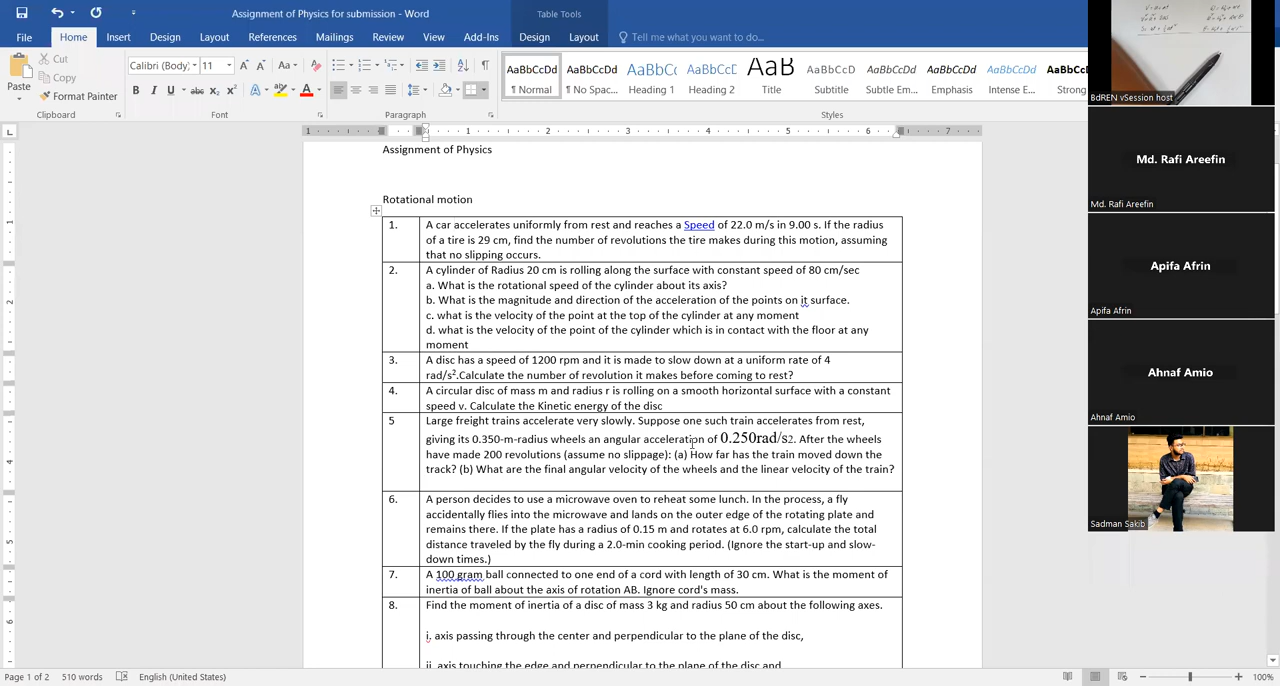 Assignment of Physics for submission - Word
Table Tools
File
Home
Insert
Design
Layout
References
Mailings
Review
View
Add-Ins
Design
Layout
Tell me what you want to do...
Paste
Cut
Copy
Format Painter
Clipboard
Calibri (Body)
11
Font
Paragraph
AaBbCcDd
¶ Normal
AaBbCcDd
¶ No Spac...
AaBbCc
Heading 1
AaBbCcD
Heading 2
AaB
Title
AaBbCcD
Subtitle
AaBbCcDd
Subtle Em...
AaBbCcDd
Emphasis
AaBbCcDd
Intense E...
AaBbCc
Strong
Styles
Assignment of Physics
Rotational motion
1. A car accelerates uniformly from rest and reaches a Speed of 22.0 m/s in 9.00 s. If the radius
of a tire is 29 cm, find the number of revolutions the tire makes during this motion, assuming
that no slipping occurs.
2. A cylinder of Radius 20 cm is rolling along the surface with constant speed of 80 cm/sec
a. What is the rotational speed of the cylinder about its axis?
b. What is the magnitude and direction of the acceleration of the points on it surface.
c. what is the velocity of the point at the top of the cylinder at any moment
d. what is the velocity of the point of the cylinder which is in contact with the floor at any
moment
3. A disc has a speed of 1200 rpm and it is made to slow down at a uniform rate of 4
rad/s².Calculate the number of revolution it makes before coming to rest?
4. A circular disc of mass m and radius r is rolling on a smooth horizontal surface with a constant
speed v. Calculate the Kinetic energy of the disc
5 Large freight trains accelerate very slowly. Suppose one such train accelerates from rest,
giving its 0.350-m-radius wheels an angular acceleration of 0.250rad/s2. After the wheels
have made 200 revolutions (assume no slippage): (a) How far has the train moved down the
track? (b) What are the final angular velocity of the wheels and the linear velocity of the train?
6. A person decides to use a microwave oven to reheat some lunch. In the process, a fly
accidentally flies into the microwave and lands on the outer edge of the rotating plate and
remains there. If the plate has a radius of 0.15 m and rotates at 6.0 rpm, calculate the total
distance traveled by the fly during a 2.0-min cooking period. (Ignore the start-up and slow-
down times.)
7. A 100 gram ball connected to one end of a cord with length of 30 cm. What is the moment of
inertia of ball about the axis of rotation AB. Ignore cord's mass.
8. Find the moment of inertia of a disc of mass 3 kg and radius 50 cm about the following axes.
i. axis passing through the center and perpendicular to the plane of the disc,
ii. axis touching the edge and perpendicular to the plane of the disc and
Page 1 of 2
510 words
English (United States)
100%
BdREN vSession host
Md. Rafi Areefin
Md. Rafi Areefin
Apifa Afrin
Apifa Afrin
Ahnaf Amio
Ahnaf Amio
Sadman Sakib